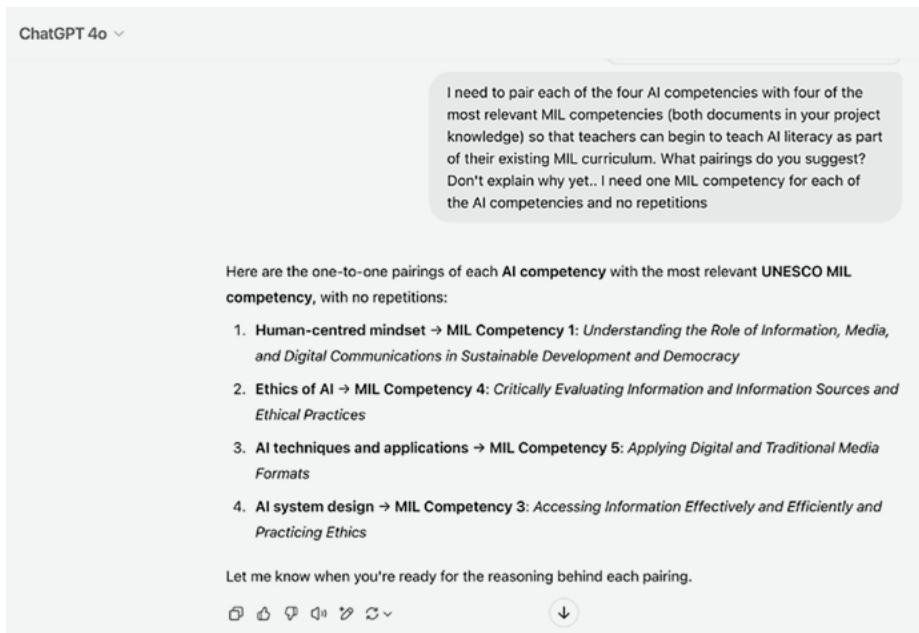 ChatGPT 4o
I need to pair each of the four AI competencies with four of the
most relevant MIL competencies (both documents in your project
knowledge) so that teachers can begin to teach AI literacy as part
of their existing MIL curriculum. What pairings do you suggest?
Don't explain why yet.. I need one MIL competency for each of
the AI competencies and no repetitions
Here are the one-to-one pairings of each AI competency with the most relevant UNESCO MIL
competency, with no repetitions:
1. Human-centred mindset → MIL Competency 1: Understanding the Role of Information, Media,
and Digital Communications in Sustainable Development and Democracy
2. Ethics of AI → MIL Competency 4: Critically Evaluating Information and Information Sources and
Ethical Practices
3. AI techniques and applications → MIL Competency 5: Applying Digital and Traditional Media
Formats
4. AI system design → MIL Competency 3: Accessing Information Effectively and Efficiently and
Practicing Ethics
Let me know when you're ready for the reasoning behind each pairing.